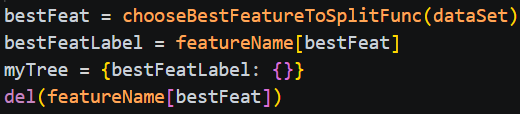 bestFeat = chooseBestFeatureToSplitFunc(dataSet)
bestFeatLabel = featureName[bestFeat]
myTree = {bestFeatLabel: {}}
del(featureName[bestFeat])